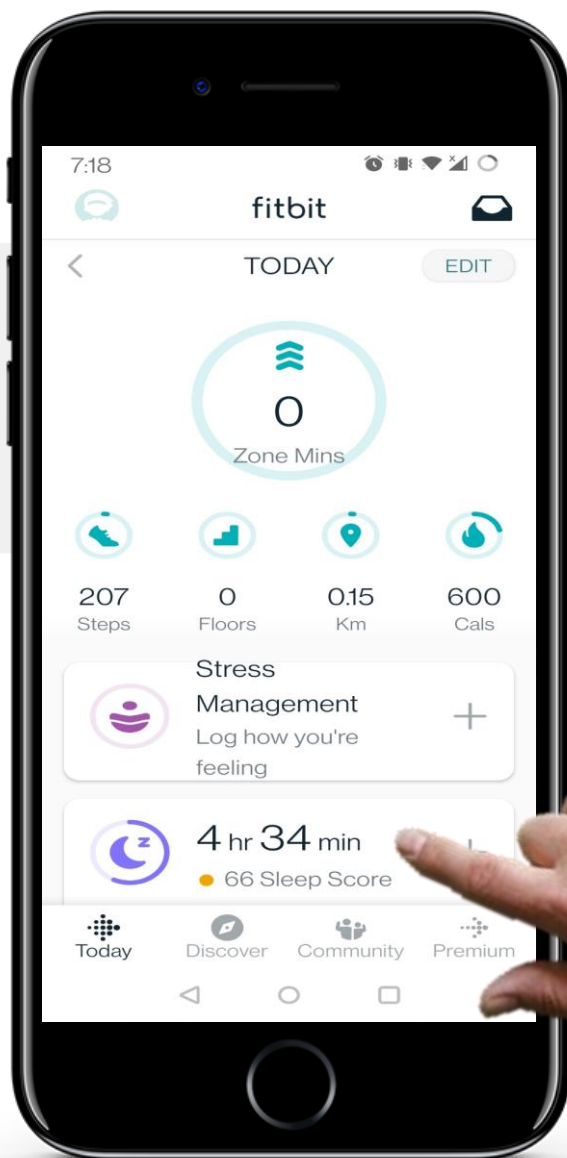 7:18
fitbit
TODAY
EDIT
0
Zone Mins
207
0
0.15
600
Steps
Floors
Km
Cals
Stress
Management
Log how you're
feeling
4 hr 34 min
66 Sleep Score
Today
Discover
Community
Premium